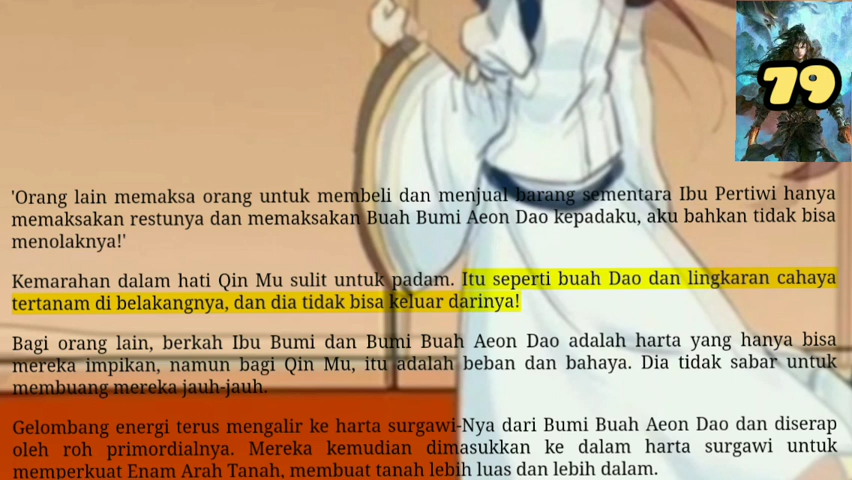 79
'Orang lain memaksa orang untuk membeli dan menjual barang sementara Ibu Pertiwi hanya
memaksakan restunya dan memaksakan Buah Bumi Aeon Dao kepadaku, aku bahkan tidak bisa
menolaknya!'
Kemarahan dalam hati Qin Mu sulit untuk padam. Itu seperti buah Dao dan lingkaran cahaya
tertanam di belakangnya, dan dia tidak bisa keluar darinya!
Bagi orang lain, berkah Ibu Bumi dan Bumi Buah Aeon Dao adalah harta yang hanya bisa
mereka impikan, namun bagi Qin Mu, itu adalah beban dan bahaya. Dia tidak sabar untuk
membuang mereka jauh-jauh.
Gelombang energi terus mengalir ke harta surgawi-Nya dari Bumi Buah Aeon Dao dan diserap
oleh roh primordialnya. Mereka kemudian dimasukkan ke dalam harta surgawi untuk
memperkuat Enam Arah Tanah, membuat tanah lebih luas dan lebih dalam.